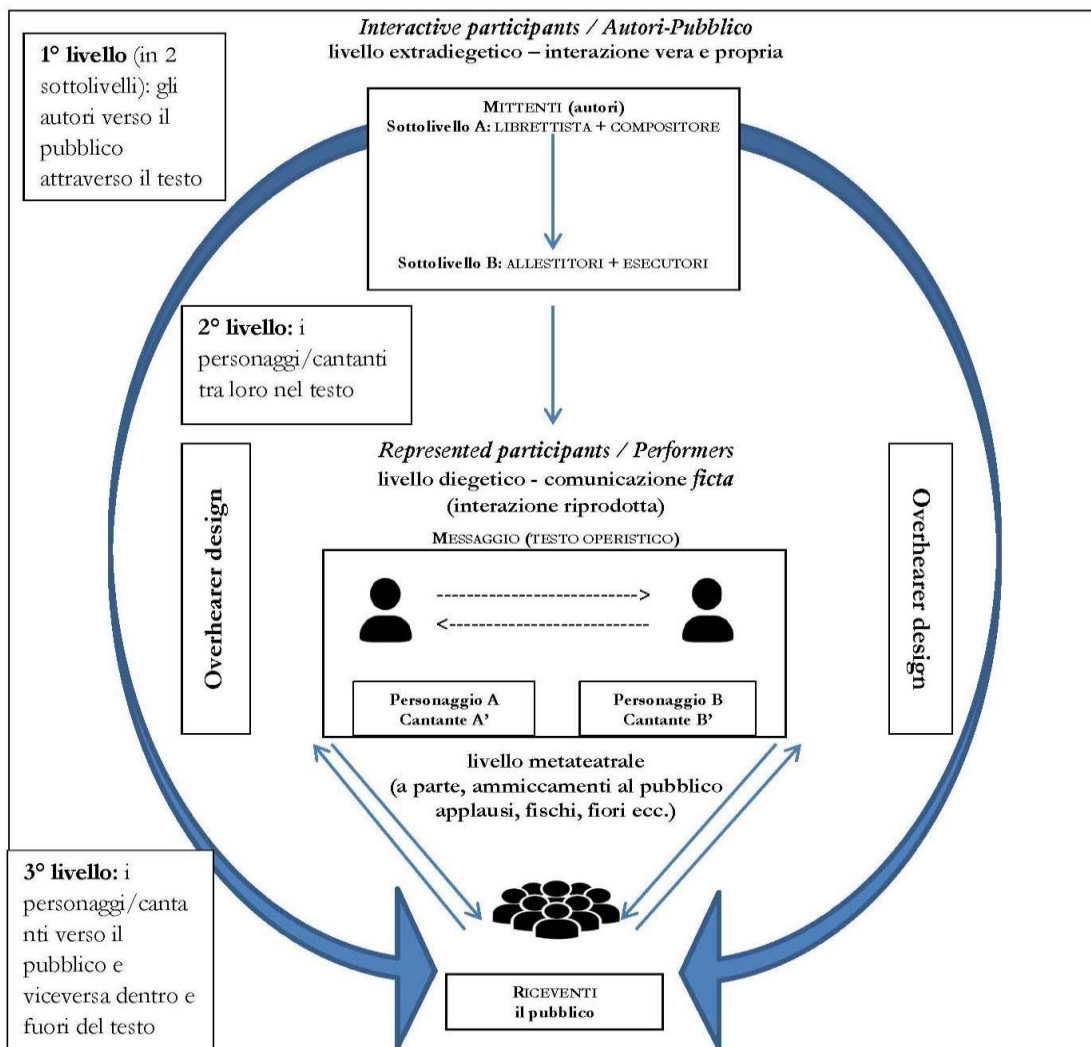 Interactive participants / Autori-Pubblico
livello extradiegetico – interazione vera e propria
1° livello (in 2
sottolivelli): gli
autori verso il
pubblico
attraverso il testo
MITTENTI (autori)
Sottolivello A: LIBRETTISTA + COMPOSITORE
Sottolivello B: ALLESTITORI + ESECUTORI
2° livello: i
personaggi/cantanti
tra loro nel testo
Represented participants / Performers
livello diegetico - comunicazione ficta
(interazione riprodotta)
MESSAGGIO (TESTO OPERISTICO)
Overhearer design
Overhearer design
Personaggio A
Cantante A’
Personaggio B
Cantante B’
livello metateatrale
(a parte, ammiccamenti al pubblico
applausi, fischi, fiori ecc.)
3° livello: i
personaggi/canta
nti verso il
pubblico e
viceversa dentro e
fuori del testo
RICEVENTI
il pubblico